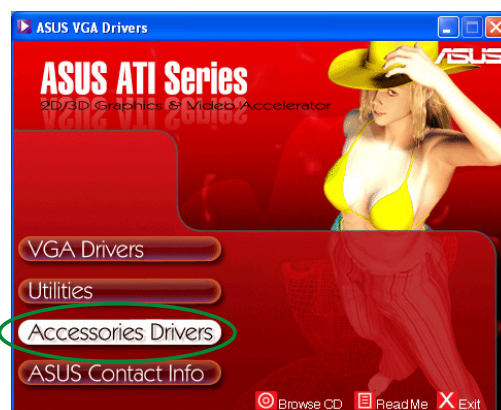 ASUS VGA Drivers
ASUS
ASUS ATI Series
2D/3D Graphics & Video Accelerator
VGA Drivers
Utilities
Accessories Drivers
ASUS Contact Info
Browse CD ReadMe X Exit